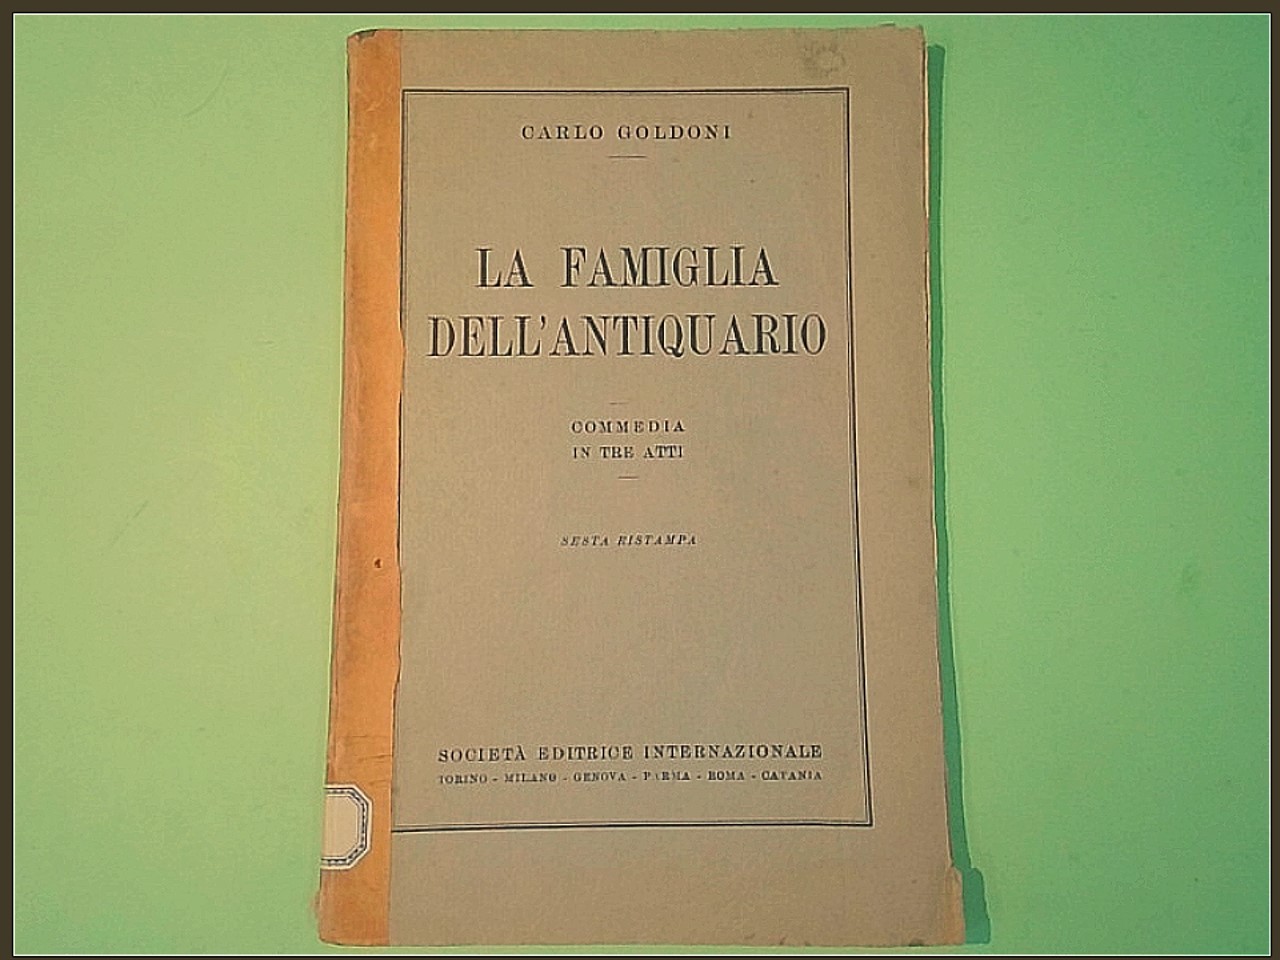 CARLO GOLDONI
LA FAMIGLIA
DELL'ANTIQUARIO
COMMEDIA
IN TRE ATTI
SESTA RISTAMPA
SOCIETÀ EDITRICE INTERNAZIONALE
TORINO - MILANO - GENOVA - PARMA - ROMA - CATANIA